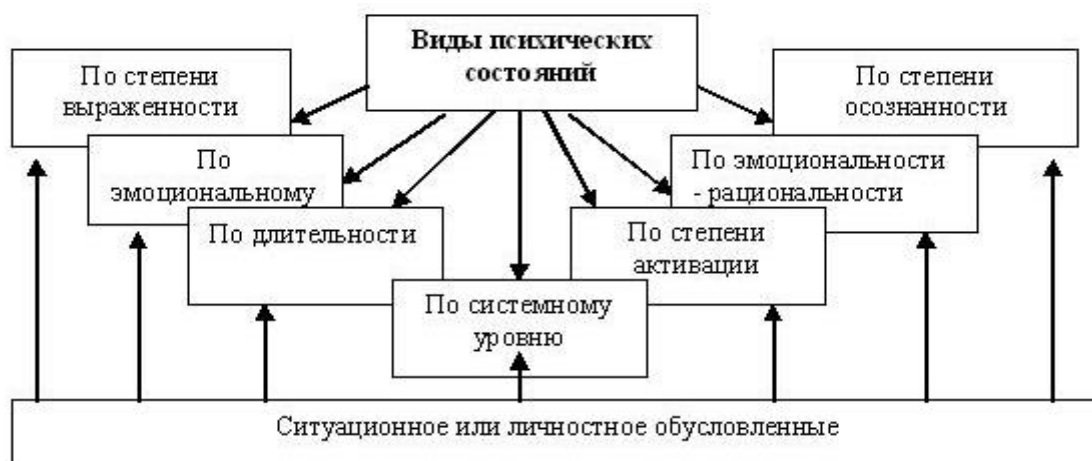 Виды психических
состояний
По степени
выраженности
По степени
осознанности
По
эмоциональному
По эмоциональности
- рациональности
По длительности
По степени
активации
По системному
уровню
Ситуационное или личностное обусловленные